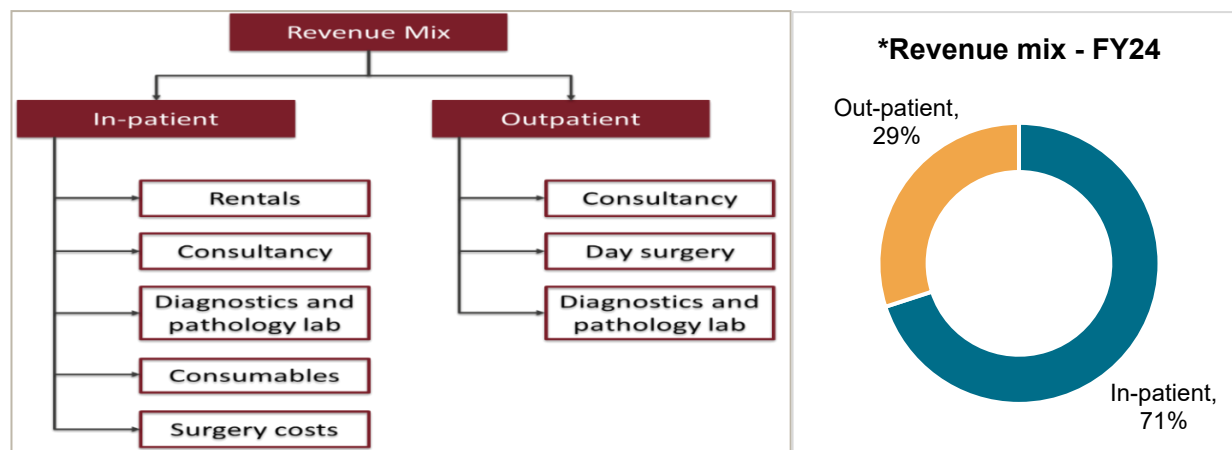 Revenue Mix
In-patient
Outpatient
Rentals
Consultancy
Diagnostics and
pathology lab
Consumables
Surgery costs
Consultancy
Day surgery
Diagnostics and
pathology lab
*Revenue mix - FY24
Out-patient,
29%
In-patient,
71%